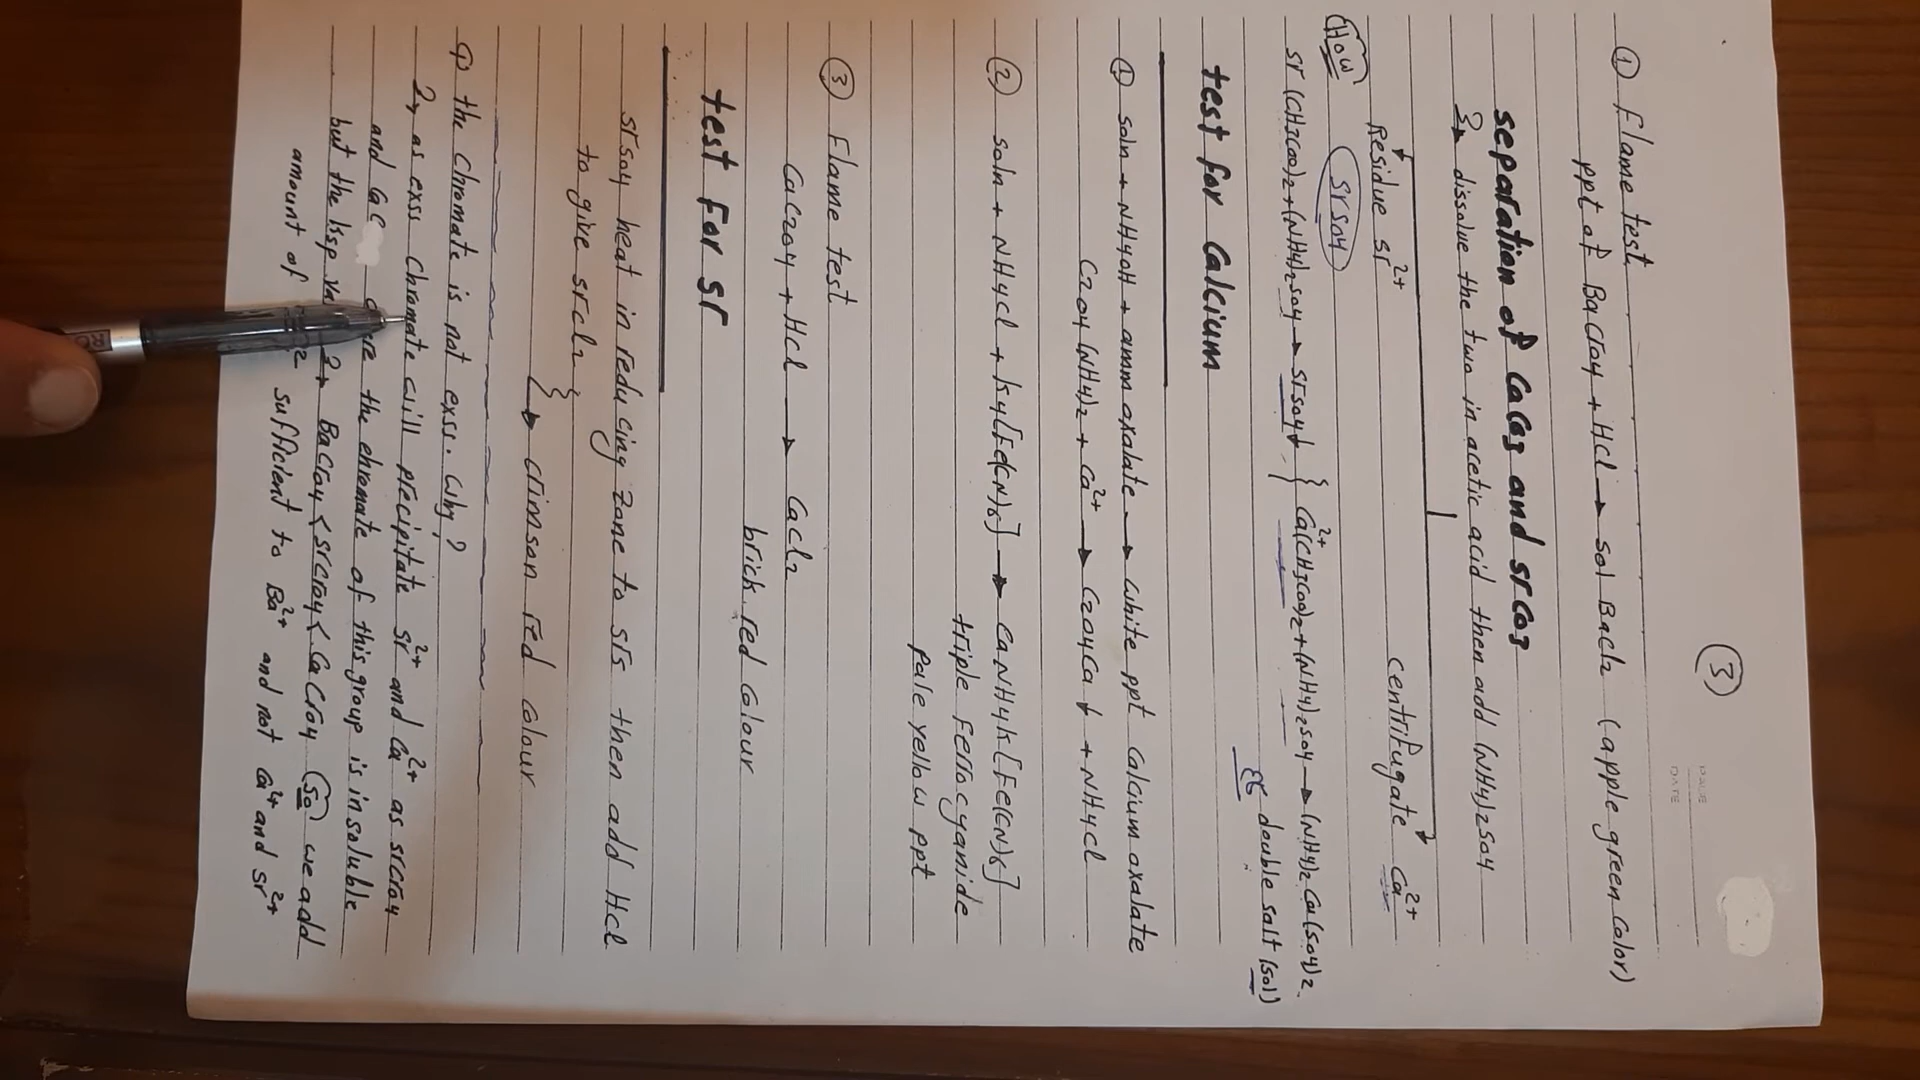 ③
PAGE
DATE
① Flame test
ppt of BaCroy + Hcl → sol Bacl2 (apple green color)
separation of CaCo3 and srCo3
dissolve the two in acetic acid then add (NH4)2So4
Residue sr2+ centrifugate Ca2+
How srso4
sr(CH3Coo)2+(NH4)2so4 → srso4↓ } { Ca(CH3Coo)2+(NH4)2so4 → (NH4)2Ca(so4)2
double salt (sol)
test for Calcium
① soln + NH4oH + amm oxalate → white ppt Calcium oxalate
C2o4(NH4)2 + Ca2+ → C2o4Ca ↓ + NH4Cl
② soln + NH4Cl + K4[Fe(CN)6] → CaNH4K[Fe(CN)6]
triple Ferro cyanide
pale yellow ppt
③ Flame test
CaC2o4 + Hcl → Cacl2
brick red Colour
test For sr
srso4 heat in reducing zone to srs then add Hcl
to give srcl2 }
→ crimson red Colour
the chromate is not exss. why?
as exss chromate will precipitate sr2+ and Ca2+ as srcro4
and CaC the chromate of this group is insoluble
but the Ksp BaCro4 < srCro4 < CaCro4 (so) we add
amount of sufficient to Ba2+ and not Ca2+ and sr2+